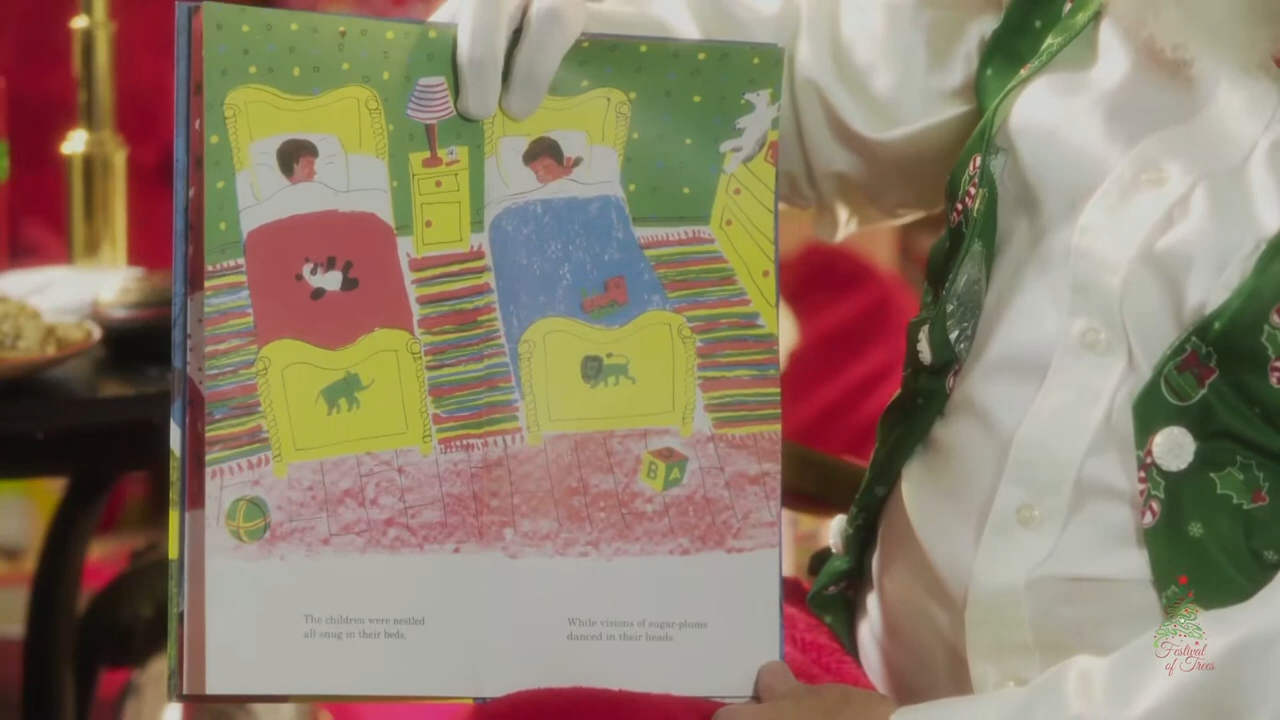 The children were nestled
all snug in their beds.
While visions of sugar-plums
danced in their heads.
B A
Festival
of Trees